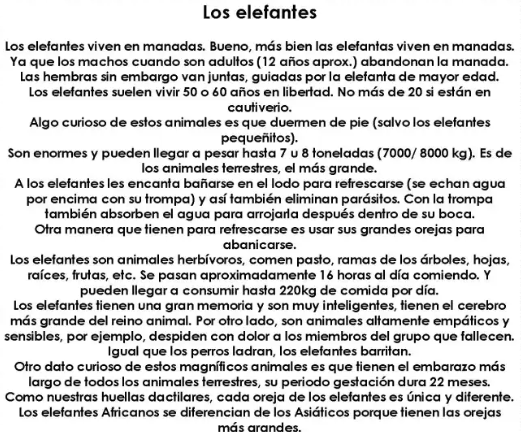 Los elefantes
Los elefantes viven en manadas. Bueno, más bien las elefantas viven en manadas.
Ya que los machos cuando son adultos (12 años aprox.) abandonan la manada.
Las hembras sin embargo van juntas, guiadas por la elefanta de mayor edad.
Los elefantes suelen vivir 50 o 60 años en libertad. No más de 20 si están en
cautiverio.
Algo curioso de estos animales es que duermen de pie (salvo los elefantes
pequeñitos).
Son enormes y pueden llegar a pesar hasta 7 u 8 toneladas (7000/ 8000 kg). Es de
los animales terrestres, el más grande.
A los elefantes les encanta bañarse en el lodo para refrescarse (se echan agua
por encima con su trompa) y así también eliminan parásitos. Con la trompa
también absorben el agua para arrojarla después dentro de su boca.
Otra manera que tienen para refrescarse es usar sus grandes orejas para
abanicarse.
Los elefantes son animales herbívoros, comen pasto, ramas de los árboles, hojas,
raíces, frutas, etc. Se pasan aproximadamente 16 horas al día comiendo. Y
pueden llegar a consumir hasta 220kg de comida por día.
Los elefantes tienen una gran memoria y son muy inteligentes, tienen el cerebro
más grande del reino animal. Por otro lado, son animales altamente empáticos y
sensibles, por ejemplo, despiden con dolor a los miembros del grupo que fallecen.
Igual que los perros ladran, los elefantes barritan.
Otro dato curioso de estos magníficos animales es que tienen el embarazo más
largo de todos los animales terrestres, su periodo gestación dura 22 meses.
Como nuestras huellas dactilares, cada oreja de los elefantes es única y diferente.
Los elefantes Africanos se diferencian de los Asiáticos porque tienen las orejas
más grandes.